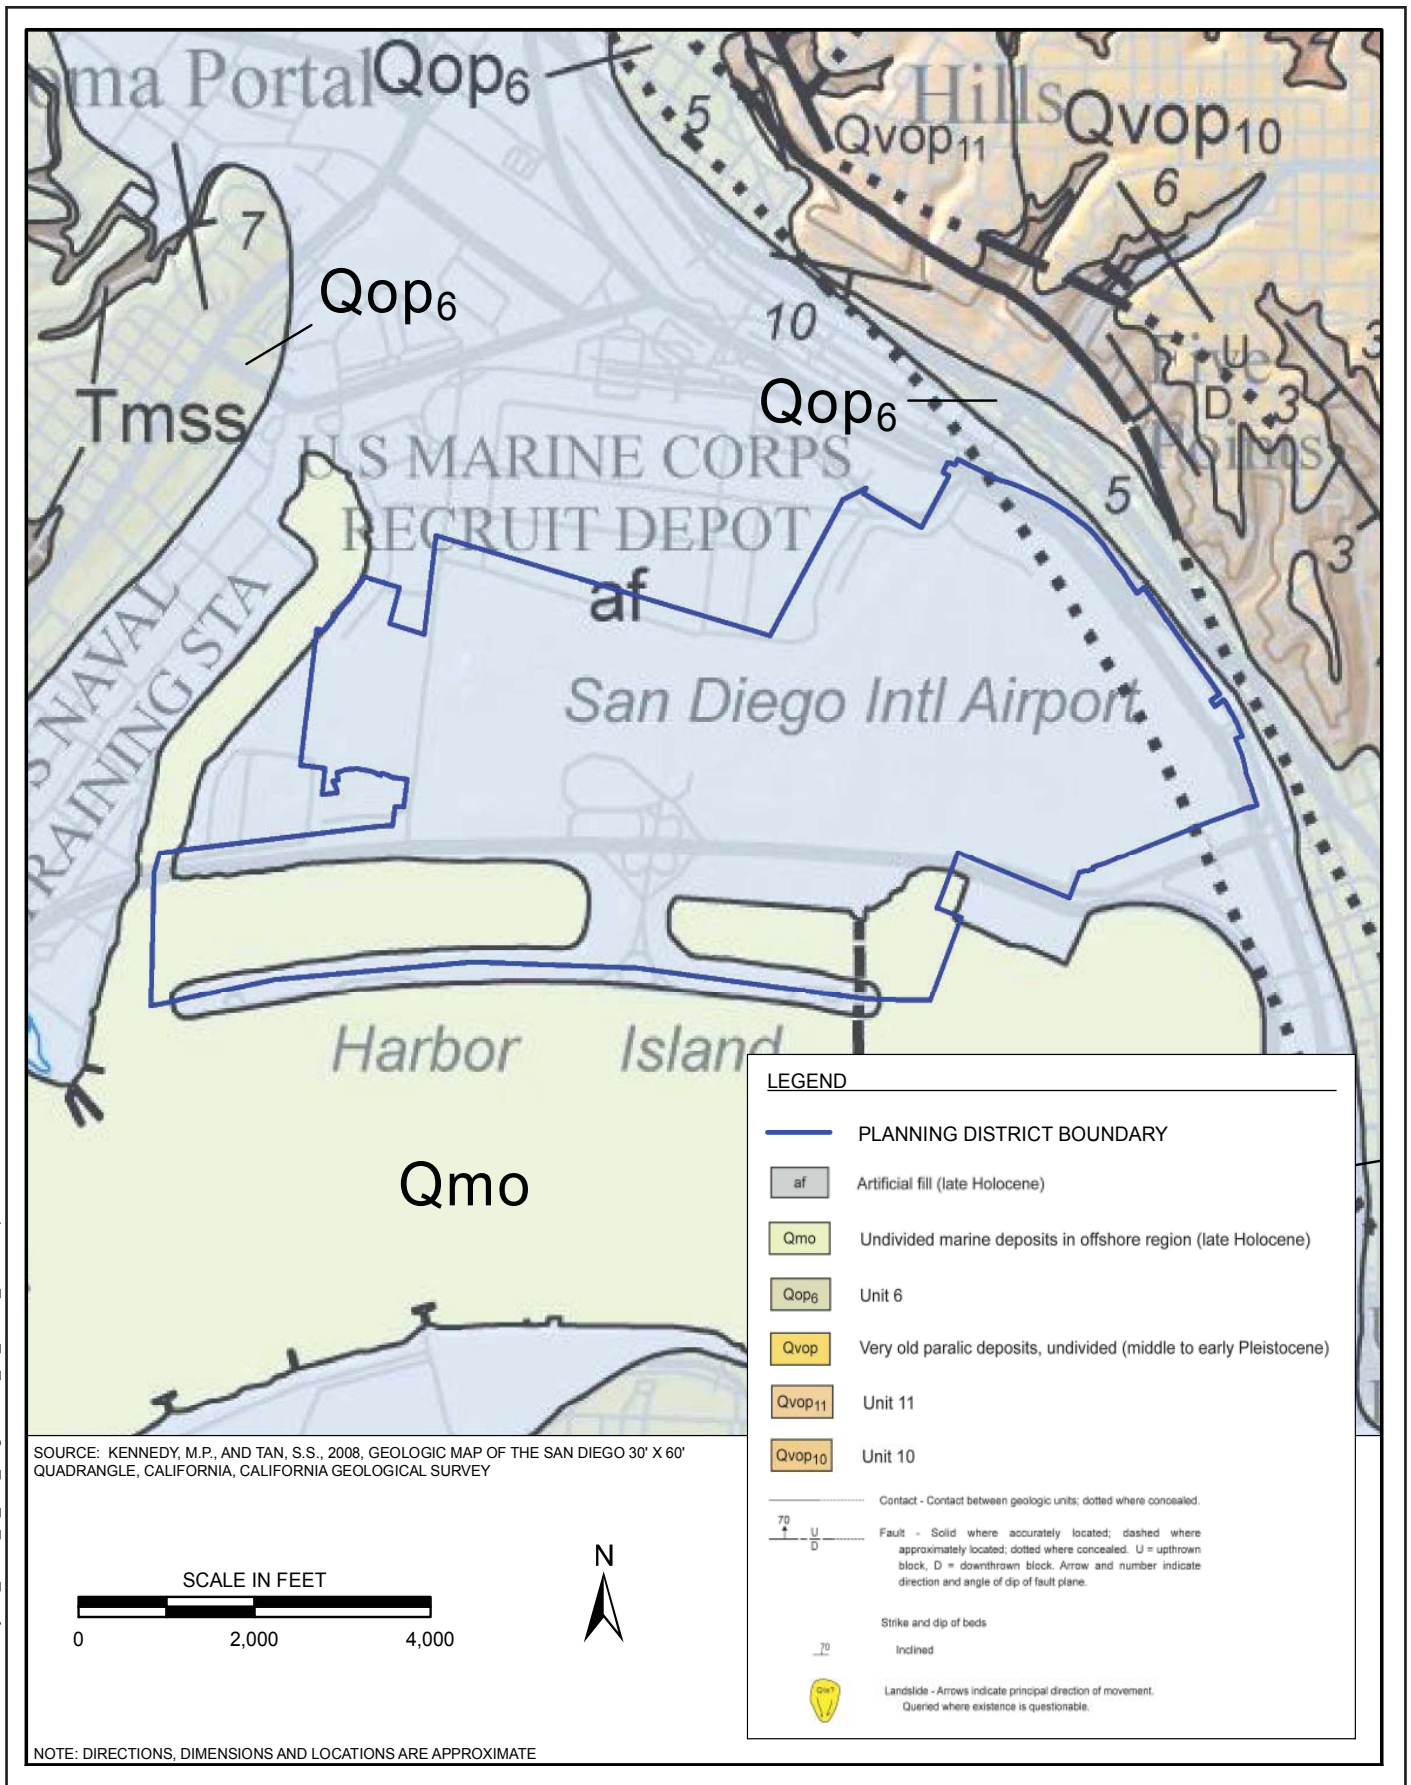 oma Portal
Qop6
5
Hills
Qvop11
Qvop10
6
7
Qop6
10
Five
Points
U
D
3
3
3
3
Qop6
Tmss
U S MARINE CORPS
RECRUIT DEPOT
5
af
S NAVAL
TRAINING STA
San Diego Intl Airport
Harbor Island
Qmo
LEGEND
PLANNING DISTRICT BOUNDARY
af Artificial fill (late Holocene)
Qmo Undivided marine deposits in offshore region (late Holocene)
Qop6 Unit 6
Qvop Very old paralic deposits, undivided (middle to early Pleistocene)
Qvop11 Unit 11
Qvop10 Unit 10
Contact - Contact between geologic units; dotted where concealed.
70 U
D
Fault - Solid where accurately located; dashed where
approximately located; dotted where concealed. U = upthrown
block, D = downthrown block. Arrow and number indicate
direction and angle of dip of fault plane.
Strike and dip of beds
70 Inclined
Landslide - Arrows indicate principal direction of movement.
Queried where existence is questionable.
SOURCE: KENNEDY, M.P., AND TAN, S.S., 2008, GEOLOGIC MAP OF THE SAN DIEGO 30' X 60'
QUADRANGLE, CALIFORNIA, CALIFORNIA GEOLOGICAL SURVEY
SCALE IN FEET
0 2,000 4,000
N
NOTE: DIRECTIONS, DIMENSIONS AND LOCATIONS ARE APPROXIMATE